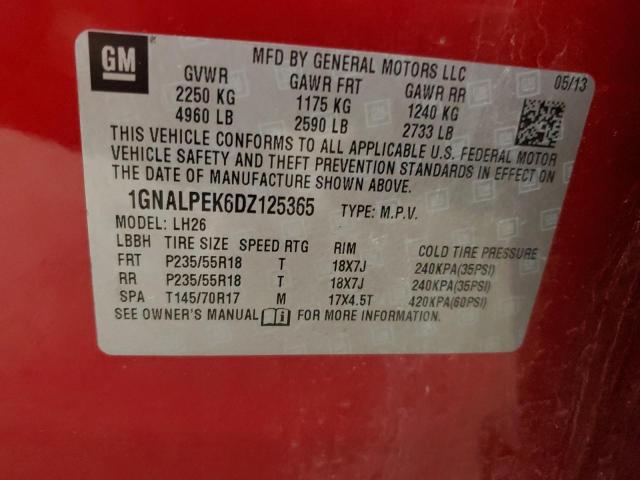 GM
MFD BY GENERAL MOTORS LLC 05/13
GVWR GAWR FRT GAWR RR
2250 KG 1175 KG 1240 KG
4960 LB 2590 LB 2733 LB
THIS VEHICLE CONFORMS TO ALL APPLICABLE U.S. FEDERAL MOTOR
VEHICLE SAFETY AND THEFT PREVENTION STANDARDS IN EFFECT ON
THE DATE OF MANUFACTURE SHOWN ABOVE.
1GNALPEK6DZ125365 TYPE: M.P.V.
MODEL: LH26
LBBH TIRE SIZE SPEED RTG RIM COLD TIRE PRESSURE
FRT P235/55R18 T 18X7J 240KPA(35PSI)
RR P235/55R18 T 18X7J 240KPA(35PSI)
SPA T145/70R17 M 17X4.5T 420KPA(60PSI)
SEE OWNER'S MANUAL FOR MORE INFORMATION.